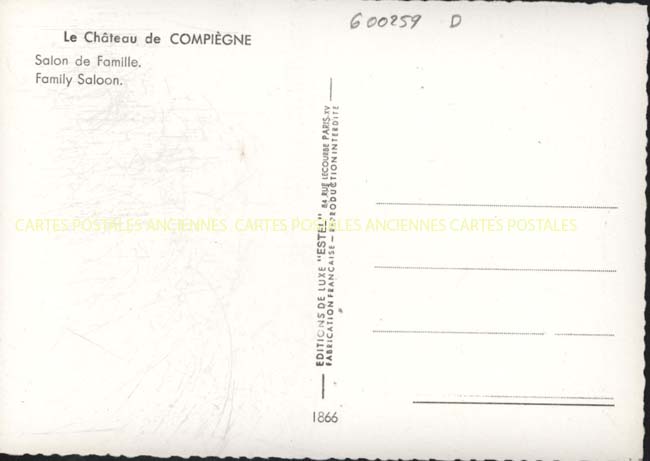 Le Château de COMPIÈGNE
Salon de Famille.
Family Saloon.
600259 D
EDITIONS DE LUXE "ESTEL" 84 RUE LECOURBE PARIS.XV
FABRICATION FRANCAISE — REPRODUCTION INTERDITE
CARTES POSTALES ANCIENNES CARTES POSTALES ANCIENNES CARTES POSTALES
1866